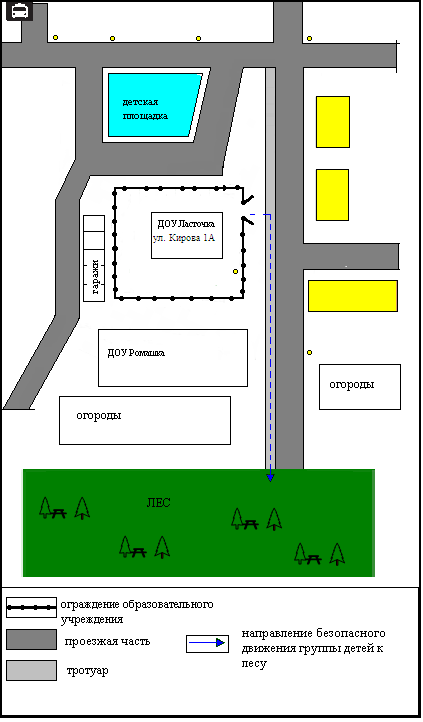 детская
площадка
ДОУ Ласточка
ул. Кирова 1А
гаражи
ДОУ Ромашка
огороды
огороды
ЛЕС
ограждение образовательного
учреждения
проезжая часть
тротуар
направление безопасного
движения группы детей к
лесу